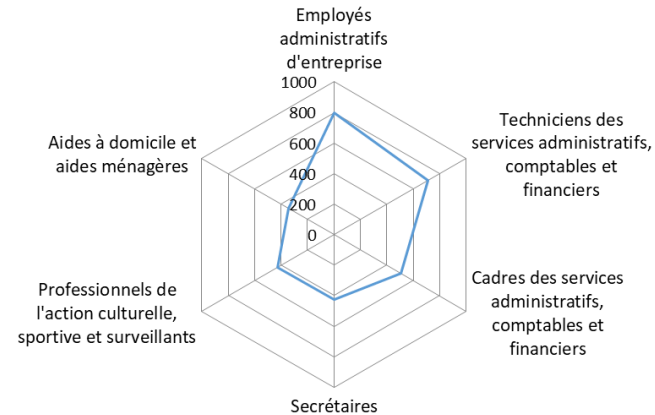 Employés
administratifs
d'entreprise
1000
800
600
400
200
0
Techniciens des
services administratifs,
comptables et
financiers
Cadres des services
administratifs,
comptables et
financiers
Secrétaires
Professionnels de
l'action culturelle,
sportive et surveillants
Aides à domicile et
aides ménagères